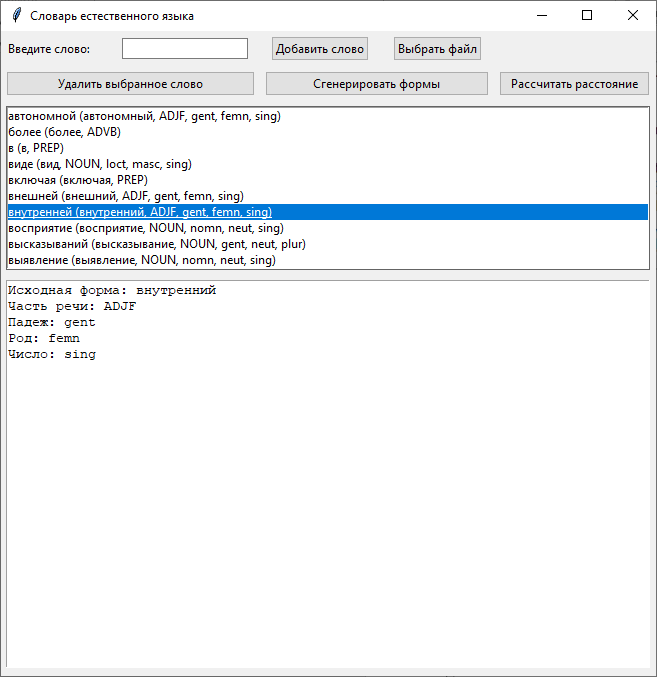 Словарь естественного языка
Введите слово:
Добавить слово
Выбрать файл
Удалить выбранное слово
Сгенерировать формы
Рассчитать расстояние
автономной (автономный, ADJF, gent, femn, sing)
более (более, ADVB)
в (в, PREP)
виде (вид, NOUN, loct, masc, sing)
включая (включая, PREP)
внешней (внешний, ADJF, gent, femn, sing)
внутренней (внутренний, ADJF, gent, femn, sing)
восприятие (восприятие, NOUN, nomn, neut, sing)
высказываний (высказывание, NOUN, gent, neut, plur)
выявление (выявление, NOUN, nomn, neut, sing)
Исходная форма: внутренний
Часть речи: ADJF
Падеж: gent
Род: femn
Число: sing